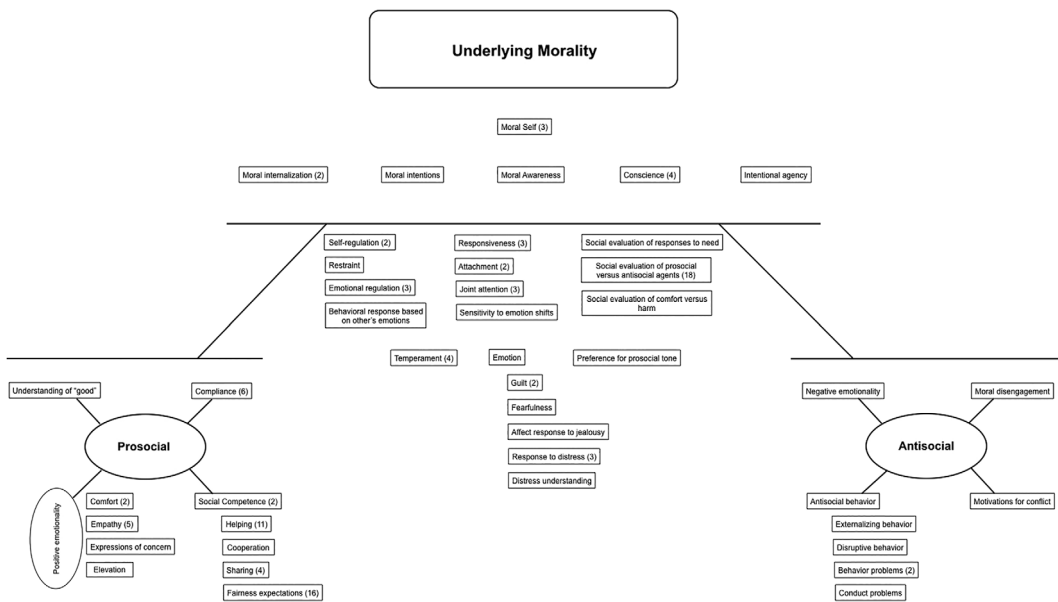 Underlying Morality
Moral Self (3)
Moral internalization (2)
Moral intentions
Moral Awareness
Conscience (4)
Intentional agency
Self-regulation (2)
Restraint
Emotional regulation (3)
Behavioral response based
on other's emotions
Responsiveness (3)
Attachment (2)
Joint attention (3)
Sensitivity to emotion shifts
Social evaluation of responses to need
Social evaluation of prosocial
versus antisocial agents (18)
Social evaluation of comfort versus
harm
Temperament (4)
Emotion
Preference for prosocial tone
Guilt (2)
Fearfulness
Affect response to jealousy
Response to distress (3)
Distress understanding
Understanding of "good"
Compliance (6)
Prosocial
Positive emotionality
Comfort (2)
Empathy (5)
Expressions of concern
Elevation
Social Competence (2)
Helping (11)
Cooperation
Sharing (4)
Fairness expectations (16)
Negative emotionality
Moral disengagement
Antisocial
Antisocial behavior
Motivations for conflict
Externalizing behavior
Disruptive behavior
Behavior problems (2)
Conduct problems